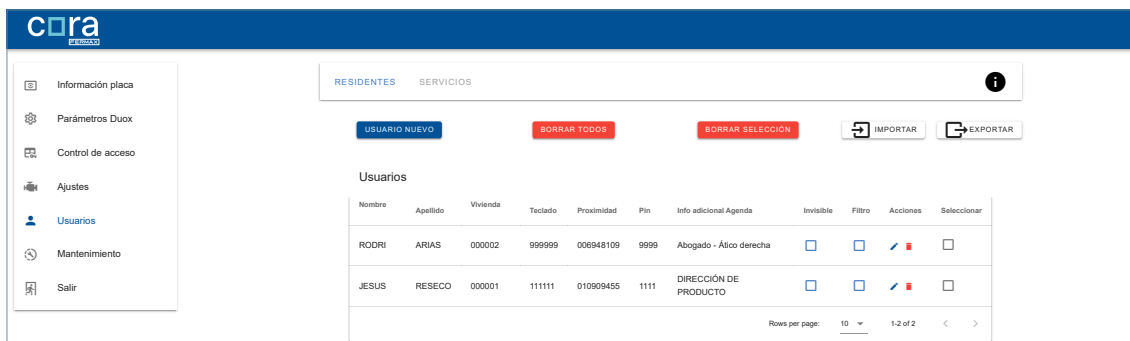 cora
FERMAX
Información placa
Parámetros Duox
Control de acceso
Ajustes
Usuarios
Mantenimiento
Salir
RESIDENTES SERVICIOS
USUARIO NUEVO BORRAR TODOS BORRAR SELECCIÓN IMPORTAR EXPORTAR
Usuarios
Nombre Apellido Vivienda Teclado Proximidad Pin Info adicional Agenda Invisible Filtro Acciones Seleccionar
RODRI ARIAS 000002 999999 006948109 9999 Abogado - Ático derecha
JESUS RESECO 000001 111111 010909455 1111 DIRECCIÓN DE
PRODUCTO
Rows per page: 10 1-2 of 2